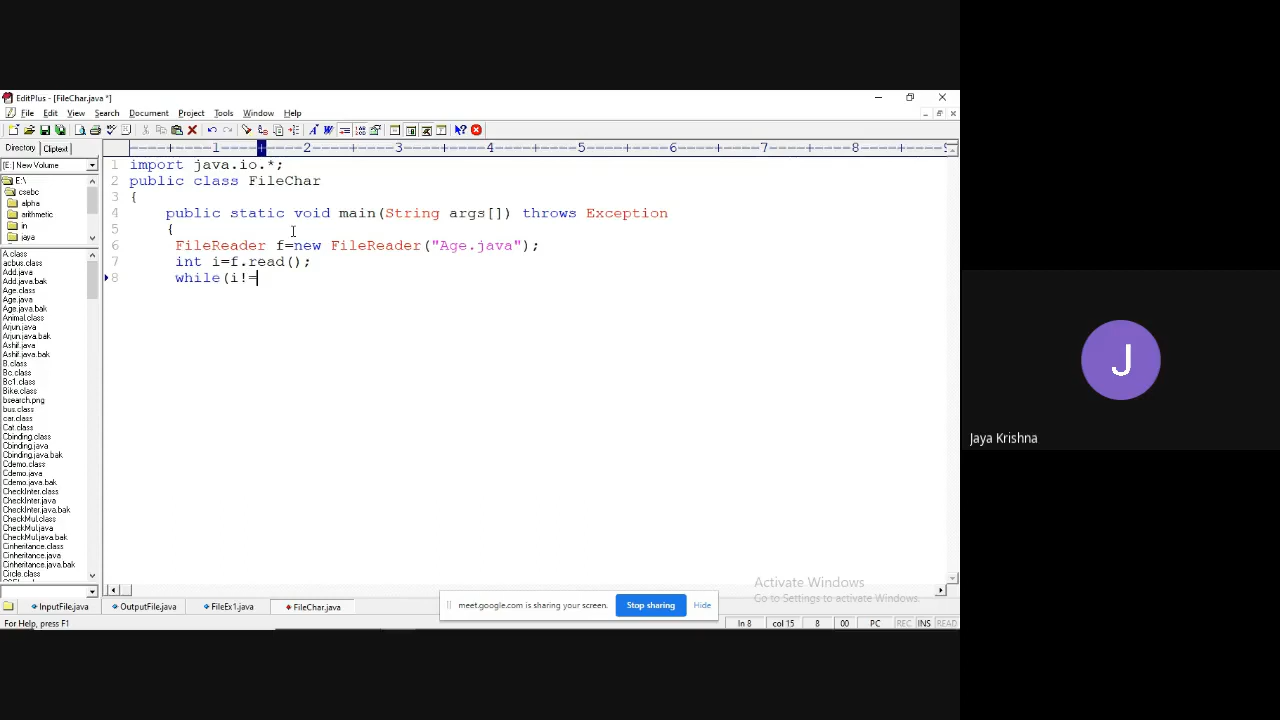 EditPlus - [FileChar.java *]
File Edit View Search Document Project Tools Window Help
Directory Cliptext
[E:] New Volume
E:\
csebc
alpha
arithmetic
in
java
A.class
acbus.class
Add.java
Add.java.bak
Age.class
Age.java
Age.java.bak
Animal.class
Arjun.java
Arjun.java.bak
Ashif.java
Ashif.java.bak
B.class
Bc.class
Bc1.class
Bike.class
bsearch.png
bus.class
car.class
Cat.class
Cbinding.class
Cbinding.java
Cbinding.java.bak
Cdemo.class
Cdemo.java
Cdemo.java.bak
CheckInter.class
CheckInter.java
CheckInter.java.bak
CheckMul.class
CheckMul.java
CheckMul.java.bak
Cinheritance.class
Cinheritance.java
Cinheritance.java.bak
Circle.class
----+----1----+----2----+----3----+----4----+----5----+----6----+----7----+----8----+----9
1 import java.io.*;
2 public class FileChar
3 {
4 public static void main(String args[]) throws Exception
5 {
6 FileReader f=new FileReader("Age.java");
7 int i=f.read();
8 while(i!=
Activate Windows
Go to Settings to activate Windows.
InputFile.java OutputFile.java FileEx1.java FileChar.java
meet.google.com is sharing your screen. Stop sharing Hide
For Help, press F1
ln 8 col 15 8 00 PC REC INS READ
J
Jaya Krishna